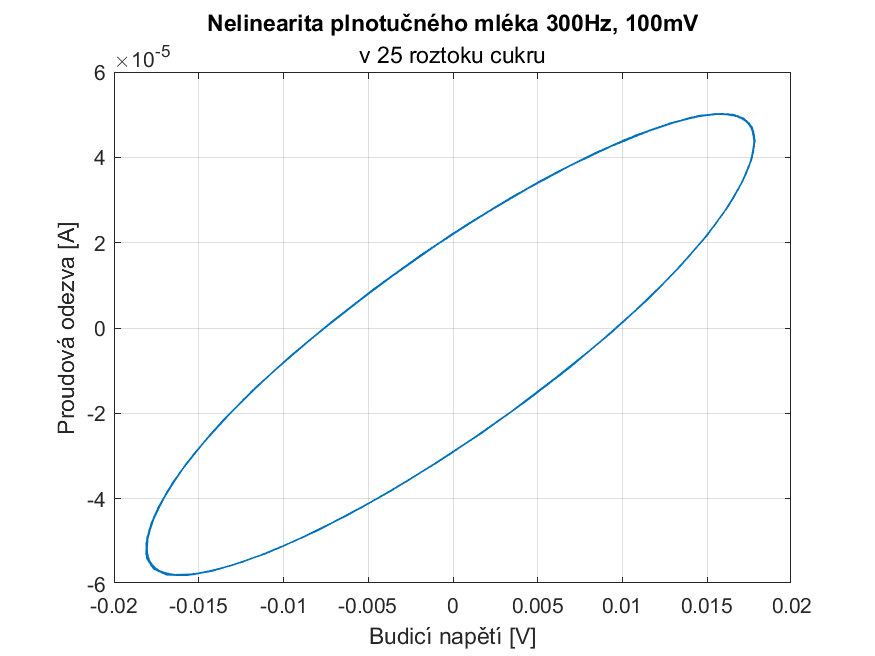 Nelinearita plnotučného mléka 300Hz, 100mV
v 25 roztoku cukru
×10-5
6
4
2
0
-2
-4
-6
-0.02 -0.015 -0.01 -0.005 0 0.005 0.01 0.015 0.02
Proudová odezva [A]
Budicí napětí [V]